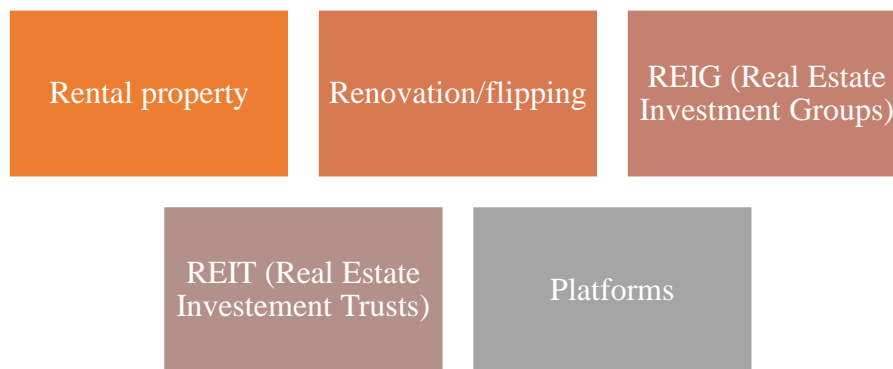 Rental property
Renovation/flipping
REIG (Real Estate
Investment Groups)
REIT (Real Estate
Investement Trusts)
Platforms